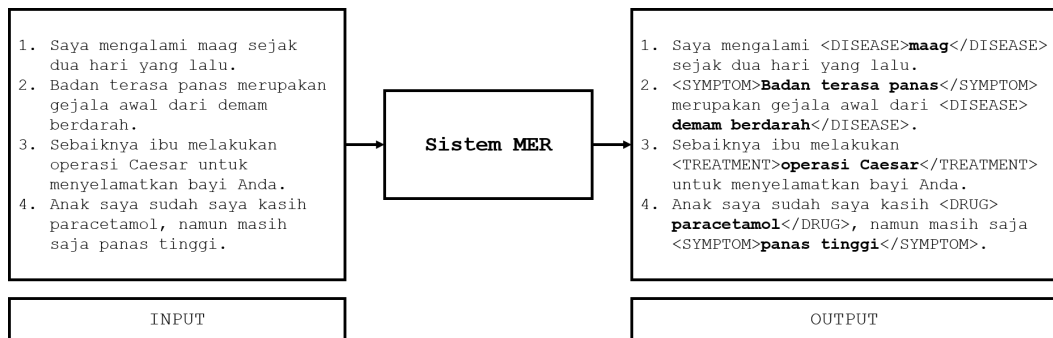 1. Saya mengalami maag sejak
dua hari yang lalu.
2. Badan terasa panas merupakan
gejala awal dari demam
berdarah.
3. Sebaiknya ibu melakukan
operasi Caesar untuk
menyelamatkan bayi Anda.
4. Anak saya sudah saya kasih
paracetamol, namun masih
saja panas tinggi.
INPUT
Sistem MER
1. Saya mengalami <DISEASE>maag</DISEASE>
sejak dua hari yang lalu.
2. <SYMPTOM>Badan terasa panas</SYMPTOM>
merupakan gejala awal dari <DISEASE>
demam berdarah</DISEASE>.
3. Sebaiknya ibu melakukan
<TREATMENT>operasi Caesar</TREATMENT>
untuk menyelamatkan bayi Anda.
4. Anak saya sudah saya kasih <DRUG>
paracetamol</DRUG>, namun masih saja
<SYMPTOM>panas tinggi</SYMPTOM>.
OUTPUT